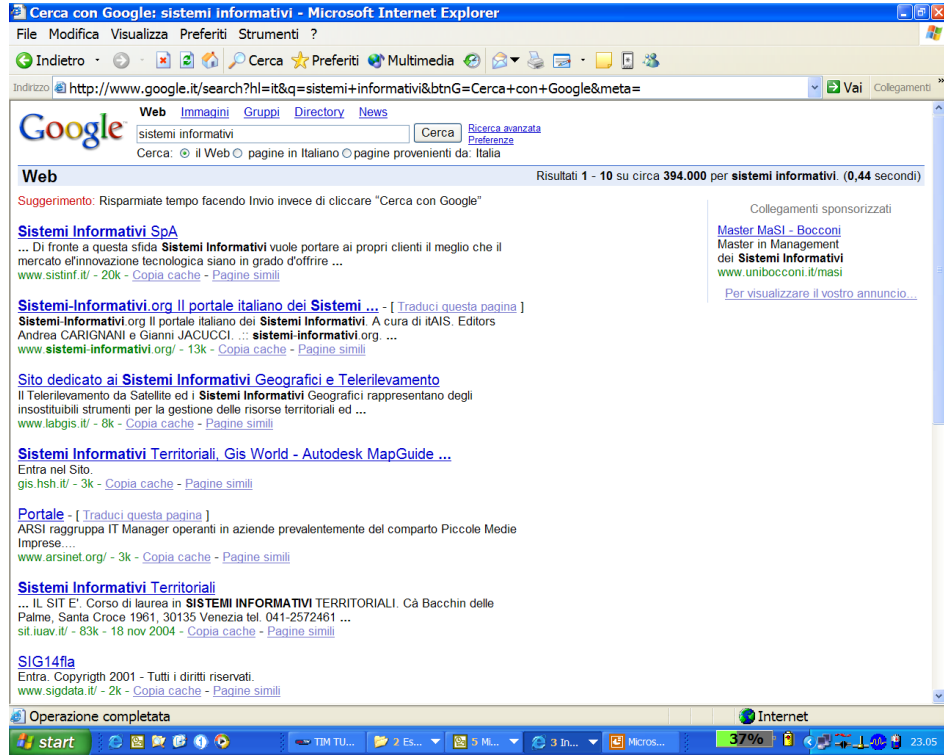 Cerca con Google: sistemi informativi - Microsoft Internet Explorer
File Modifica Visualizza Preferiti Strumenti ?
Indietro Cerca Preferiti Multimedia
Indirizzo http://www.google.it/search?hl=it&q=sistemi+informativi&btnG=Cerca+con+Google&meta= Vai Collegamenti »
Google Web Immagini Gruppi Directory News
sistemi informativi Cerca Ricerca avanzata
Preferenze
Cerca: il Web pagine in Italiano pagine provenienti da: Italia
Web Risultati 1 - 10 su circa 394.000 per sistemi informativi. (0,44 secondi)
Suggerimento: Risparmiate tempo facendo Invio invece di cliccare "Cerca con Google"
Sistemi Informativi SpA
... Di fronte a questa sfida Sistemi Informativi vuole portare ai propri clienti il meglio che il
mercato el'innovazione tecnologica siano in grado d'offrire ...
www.sistinf.it/ - 20k - Copia cache - Pagine simili
Sistemi-Informativi.org Il portale italiano dei Sistemi ... - [ Traduci questa pagina ]
Sistemi-Informativi.org Il portale italiano dei Sistemi Informativi. A cura di itAIS. Editors
Andrea CARIGNANI e Gianni JACUCCI. .:: sistemi-informativi.org. ...
www.sistemi-informativi.org/ - 13k - Copia cache - Pagine simili
Sito dedicato ai Sistemi Informativi Geografici e Telerilevamento
Il Telerilevamento da Satellite ed i Sistemi Informativi Geografici rappresentano degli
insostituibili strumenti per la gestione delle risorse territoriali ed ...
www.labgis.it/ - 8k - Copia cache - Pagine simili
Sistemi Informativi Territoriali, Gis World - Autodesk MapGuide ...
Entra nel Sito.
gis.hsh.it/ - 3k - Copia cache - Pagine simili
Portale - [ Traduci questa pagina ]
ARSI raggruppa IT Manager operanti in aziende prevalentemente del comparto Piccole Medie
Imprese....
www.arsinet.org/ - 3k - Copia cache - Pagine simili
Sistemi Informativi Territoriali
... IL SIT E'. Corso di laurea in SISTEMI INFORMATIVI TERRITORIALI. Cà Bacchin delle
Palme, Santa Croce 1961, 30135 Venezia tel. 041-2572461 ...
sit.iuav.it/ - 83k - 18 nov 2004 - Copia cache - Pagine simili
SIG14fla
Entra. Copyrigth 2001 - Tutti i diritti riservati.
www.sigdata.it/ - 2k - Copia cache - Pagine simili
Collegamenti sponsorizzati
Master MaSI - Bocconi
Master in Management
dei Sistemi Informativi
www.unibocconi.it/masi
Per visualizzare il vostro annuncio...
Operazione completata Internet
start TIM TU... 2 Es... 5 Mi... 3 In... Micros... 37% 23.05